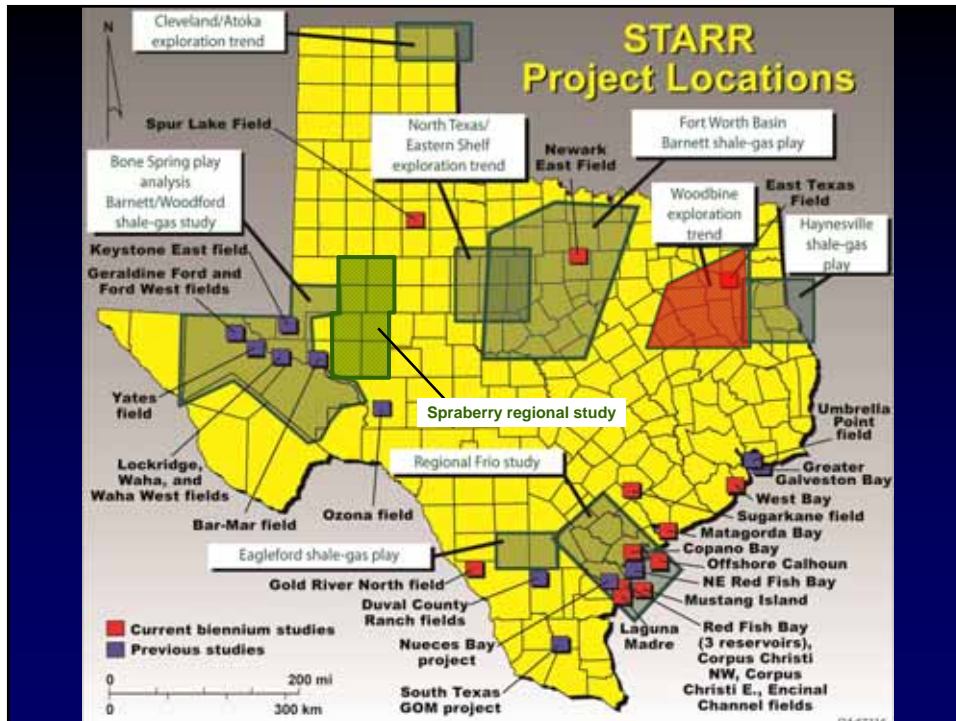 STARR
Project Locations
N
Cleveland/Atoka
exploration trend
Spur Lake Field
North Texas/
Eastern Shelf
exploration trend
Newark
East Field
Fort Worth Basin
Barnett shale-gas play
Bone Spring play
analysis
Barnett/Woodford
shale-gas study
Woodbine
exploration
trend
East Texas
Field
Haynesville
shale-gas
play
Keystone East field
Geraldine Ford and
Ford West fields
Yates
field
Spraberry regional study
Lockridge,
Waha, and
Waha West fields
Bar-Mar field
Ozona field
Regional Frio study
Umbrella
Point
field
Greater
Galveston Bay
West Bay
Sugarkane field
Matagorda Bay
Copano Bay
Offshore Calhoun
NE Red Fish Bay
Mustang Island
Eagleford shale-gas play
Gold River North field
Duval County
Ranch fields
Nueces Bay
project
South Texas
GOM project
Laguna
Madre
Red Fish Bay
(3 reservoirs),
Corpus Christi
NW, Corpus
Christi E., Encinal
Channel fields
Current biennium studies
Previous studies
0 200 mi
0 300 km